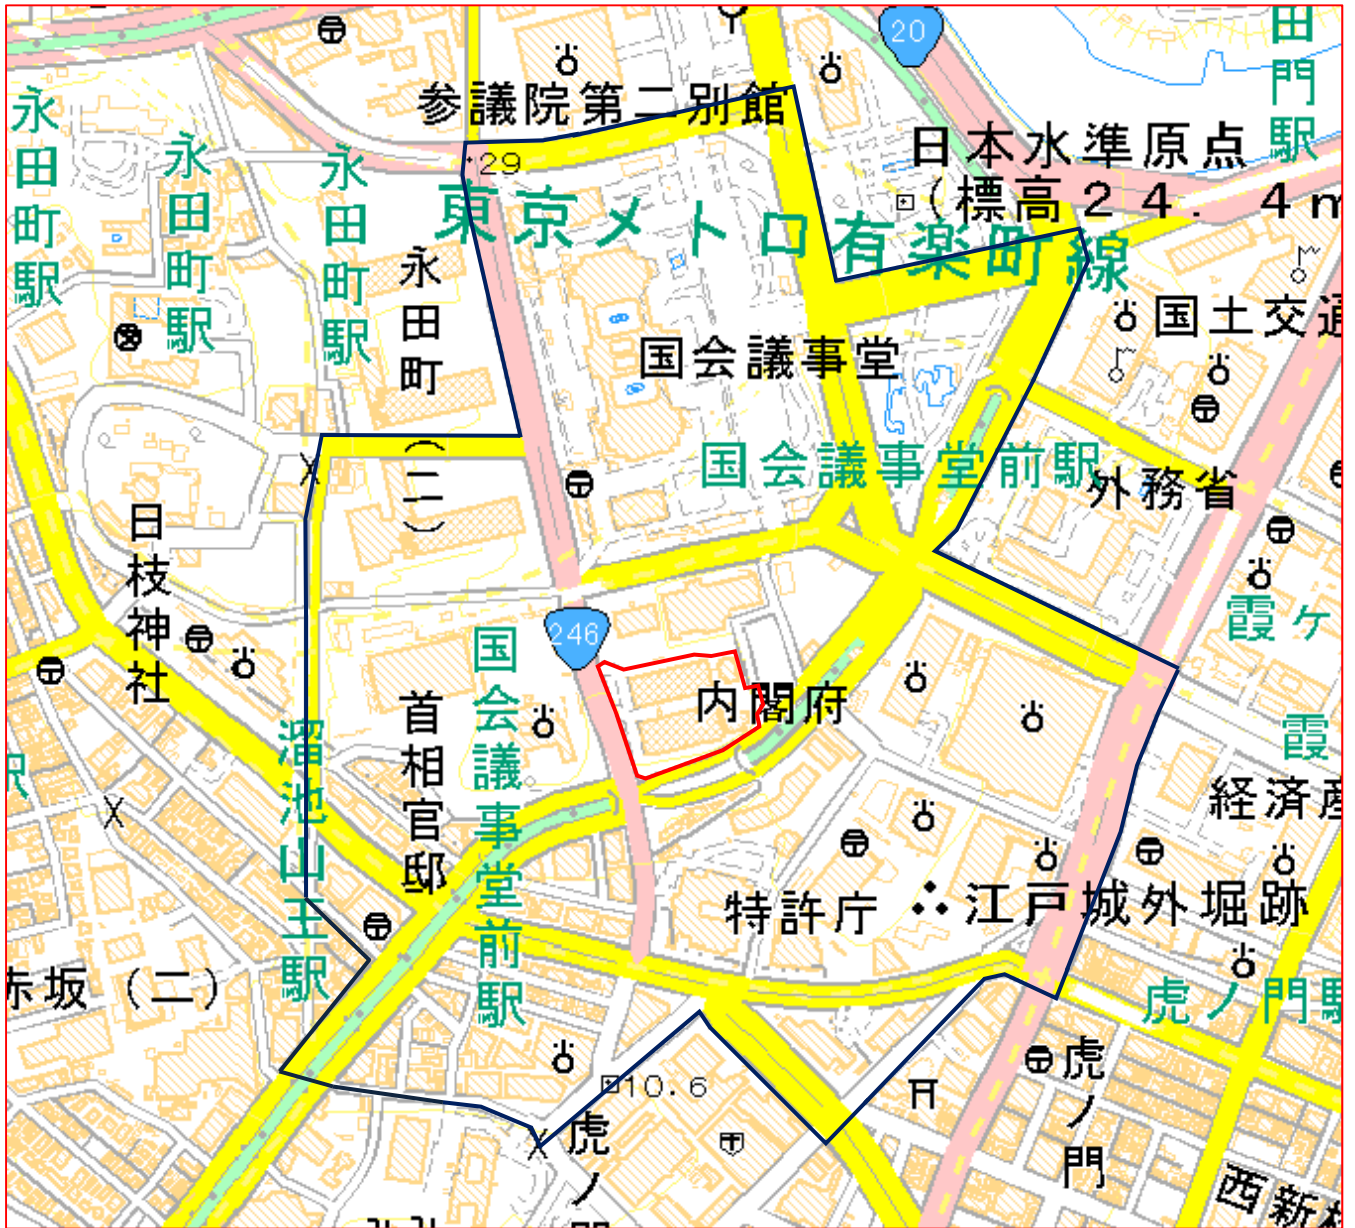 20
参議院第二別館
日本水準原点
(標高24.4m
田門駅
永田町駅
永田町駅
永田町駅
29
東京メトロ有楽町線
永田町
(二)
国土交通
国会議事堂
国会議事堂前駅
外務省
日枝神社
霞ヶ
246
国会議事堂前駅
内閣府
首相官邸
溜池山王駅
霞
経済産
駅
特許庁
江戸城外堀跡
赤坂(二)
虎ノ門駅
10.6
虎ノ門
虎ノ門
西新橋